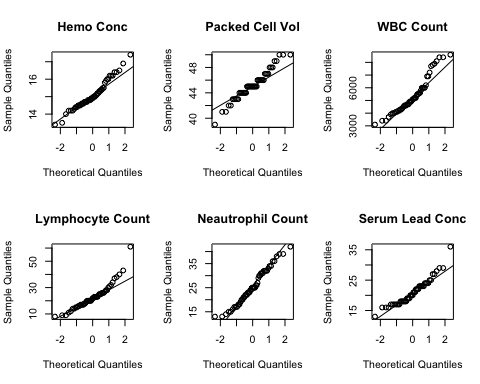 Hemo Conc
Sample Quantiles
14 16
-2 0 1 2
Theoretical Quantiles
Packed Cell Vol
Sample Quantiles
40 44 48
-2 0 1 2
Theoretical Quantiles
WBC Count
Sample Quantiles
3000 6000
-2 0 1 2
Theoretical Quantiles
Lymphocyte Count
Sample Quantiles
10 30 50
-2 0 1 2
Theoretical Quantiles
Neautrophil Count
Sample Quantiles
15 25 35
-2 0 1 2
Theoretical Quantiles
Serum Lead Conc
Sample Quantiles
15 25 35
-2 0 1 2
Theoretical Quantiles